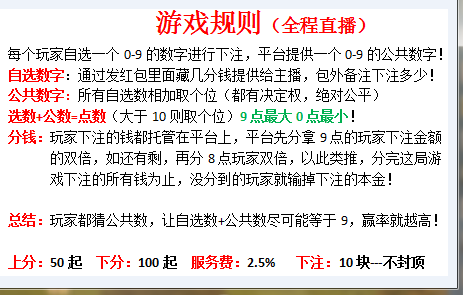 游戏规则（全程直播）
每个玩家自选一个 0-9 的数字进行下注，平台提供一个 0-9 的公共数字！
自选数字：通过发红包里面藏几分钱提供给主播，包外备注下注多少！
公共数字：所有自选数相加取个位（都有决定权，绝对公平）
选数+公数=点数（大于 10 则取个位）9 点最大 0 点最小！
分钱：玩家下注的钱都托管在平台上，平台先分拿 9 点的玩家下注金额
的双倍，如还有剩，再分 8 点玩家双倍，以此类推，分完这局游
戏下注的所有钱为止，没分到的玩家就输掉下注的本金！
总结：玩家都猜公共数，让自选数+公共数尽可能等于 9，赢率就越高！
上分：50 起 下分：100 起 服务费：2.5% 下注：10 块---不封顶